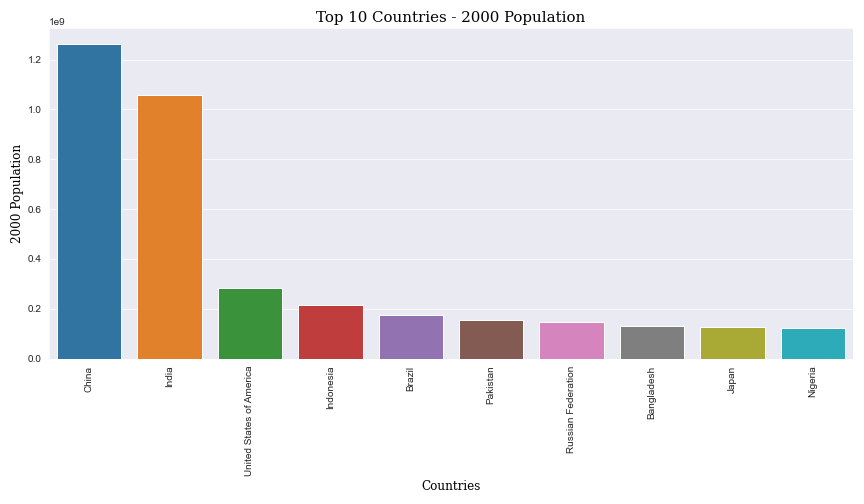 Top 10 Countries - 2000 Population
1e9
1.2
1.0
0.8
0.6
0.4
0.2
0.0
2000 Population
China
India
United States of America
Indonesia
Brazil
Pakistan
Russian Federation
Bangladesh
Japan
Nigeria
Countries